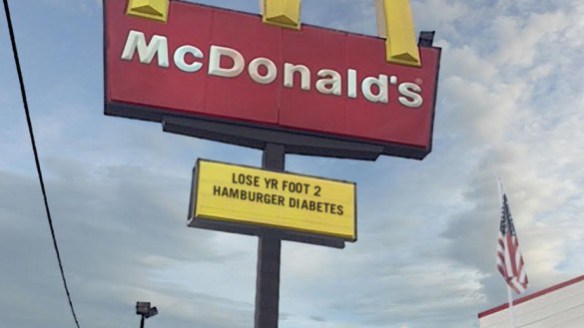 McDonald's
LOSE YR FOOT 2
HAMBURGER DIABETES